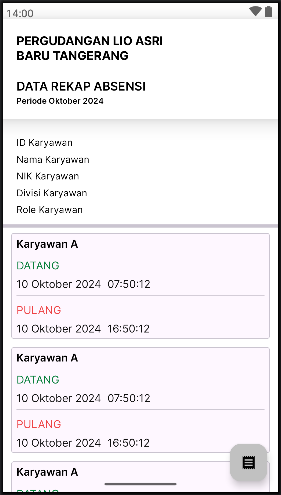 14:00
PERGUDANGAN LIO ASRI
BARU TANGERANG
DATA REKAP ABSENSI
Periode Oktober 2024
ID Karyawan
Nama Karyawan
NIK Karyawan
Divisi Karyawan
Role Karyawan
Karyawan A
DATANG
10 Oktober 2024 07:50:12
PULANG
10 Oktober 2024 16:50:12
Karyawan A
DATANG
10 Oktober 2024 07:50:12
PULANG
10 Oktober 2024 16:50:12
Karyawan A
DATANG